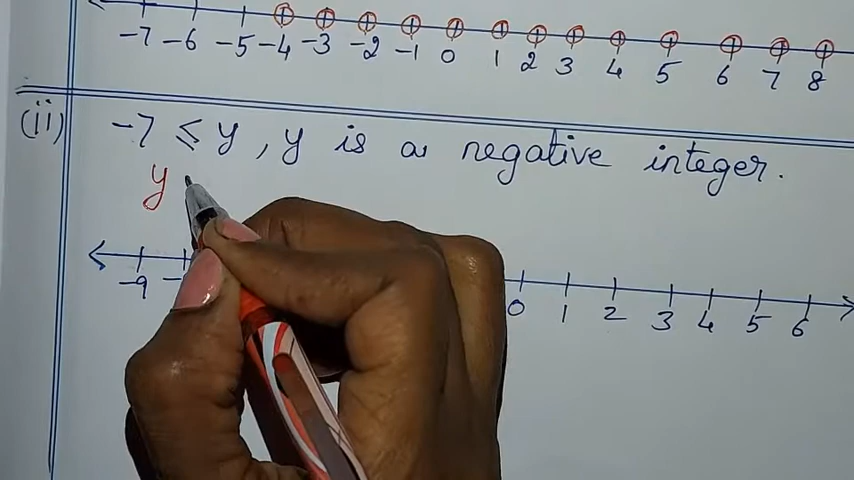 -7 -6 -5 -4 -3 -2 -1 0 1 2 3 4 5 6 7 8
(ii) -7 ≤ y , y is a negative integer.
y
-9 0 1 2 3 4 5 6